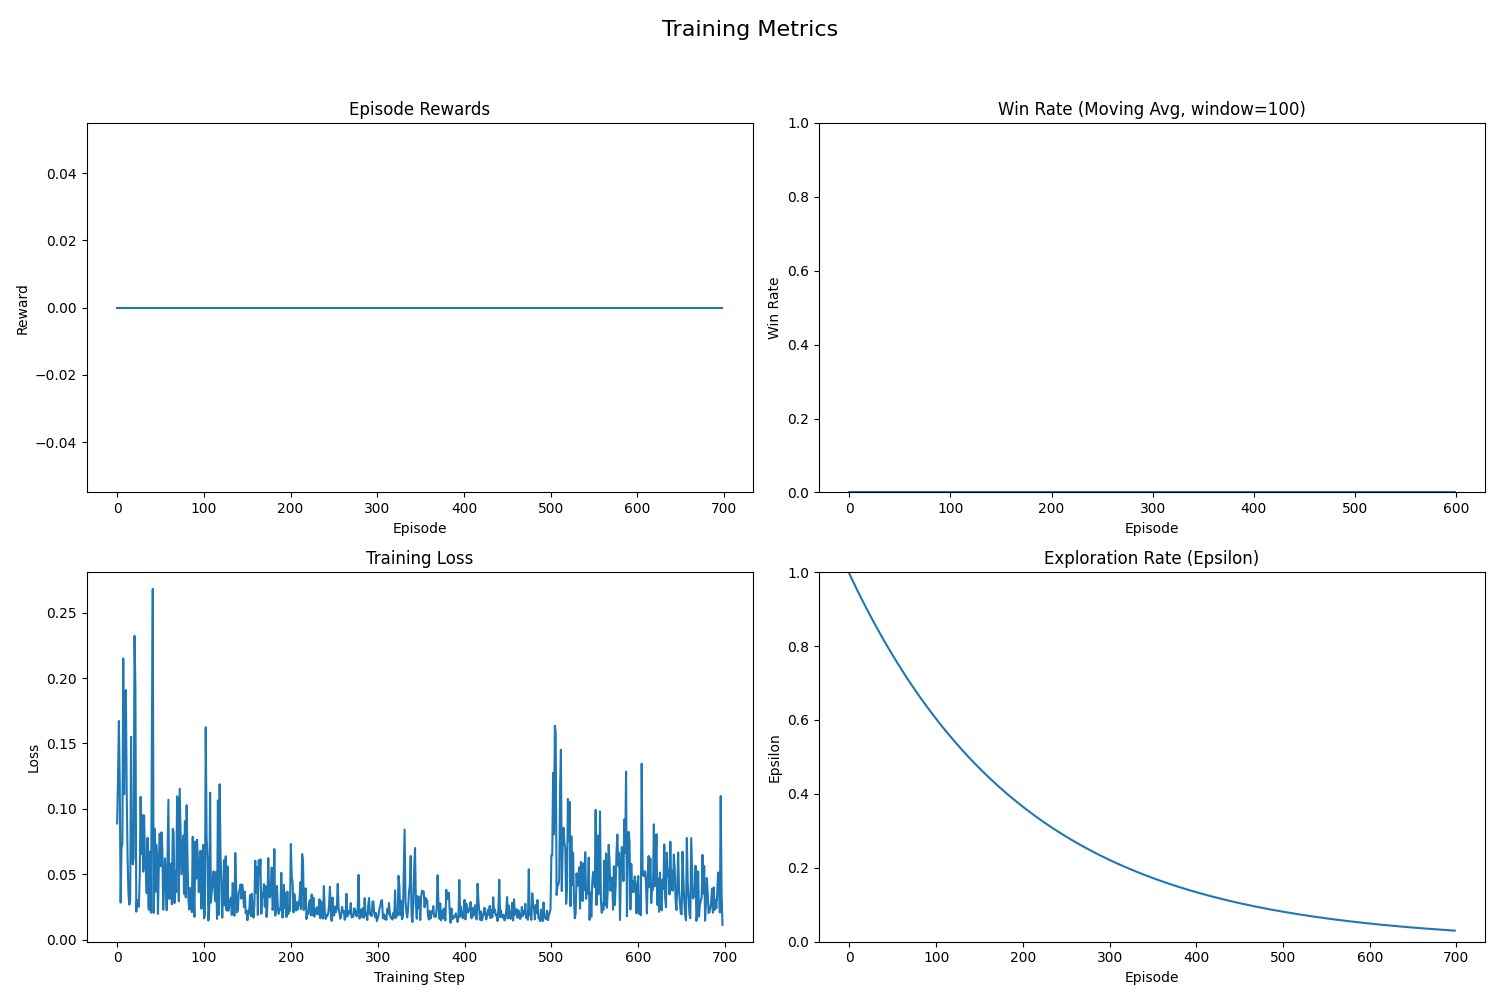 Training Metrics
Episode Rewards
Reward
0.04
0.02
0.00
−0.02
−0.04
0 100 200 300 400 500 600 700
Episode
Win Rate (Moving Avg, window=100)
Win Rate
1.0
0.8
0.6
0.4
0.2
0.0
0 100 200 300 400 500 600
Episode
Training Loss
Loss
0.25
0.20
0.15
0.10
0.05
0.00
0 100 200 300 400 500 600 700
Training Step
Exploration Rate (Epsilon)
Epsilon
1.0
0.8
0.6
0.4
0.2
0.0
0 100 200 300 400 500 600 700
Episode